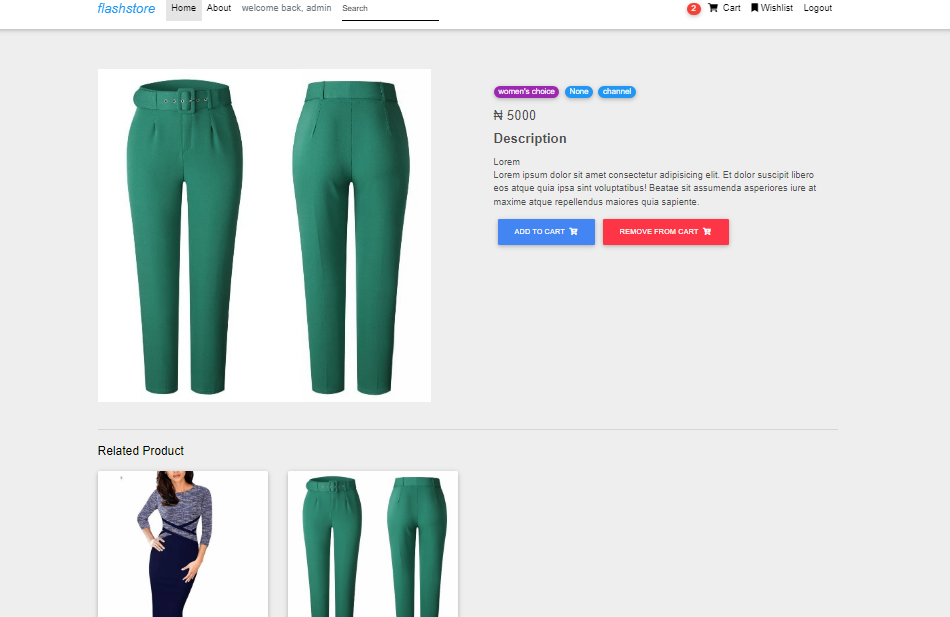 flashstore Home About welcome back, admin Search 2 Cart Wishlist Logout
women's choice None channel
₦ 5000
Description
Lorem
Lorem ipsum dolor sit amet consectetur adipisicing elit. Et dolor suscipit libero
eos atque quia ipsa sint voluptatibus! Beatae sit assumenda asperiores iure at
maxime atque repellendus maiores quia sapiente.
ADD TO CART REMOVE FROM CART
Related Product